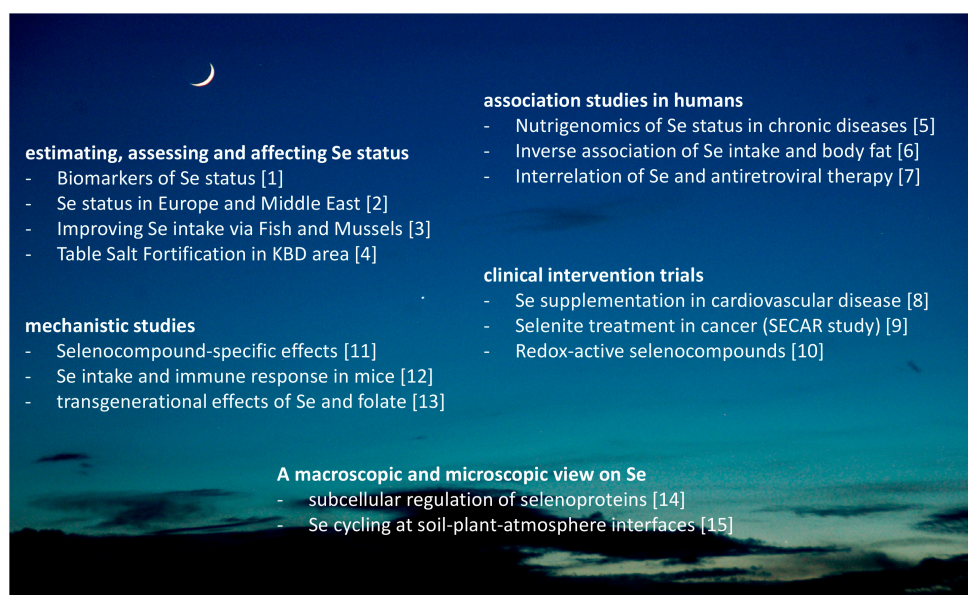 estimating, assessing and affecting Se status
- Biomarkers of Se status [1]
- Se status in Europe and Middle East [2]
- Improving Se intake via Fish and Mussels [3]
- Table Salt Fortification in KBD area [4]
association studies in humans
- Nutrigenomics of Se status in chronic diseases [5]
- Inverse association of Se intake and body fat [6]
- Interrelation of Se and antiretroviral therapy [7]
clinical intervention trials
- Se supplementation in cardiovascular disease [8]
- Selenite treatment in cancer (SECAR study) [9]
- Redox-active selenocompounds [10]
mechanistic studies
- Selenocompound-specific effects [11]
- Se intake and immune response in mice [12]
- transgenerational effects of Se and folate [13]
A macroscopic and microscopic view on Se
- subcellular regulation of selenoproteins [14]
- Se cycling at soil-plant-atmosphere interfaces [15]